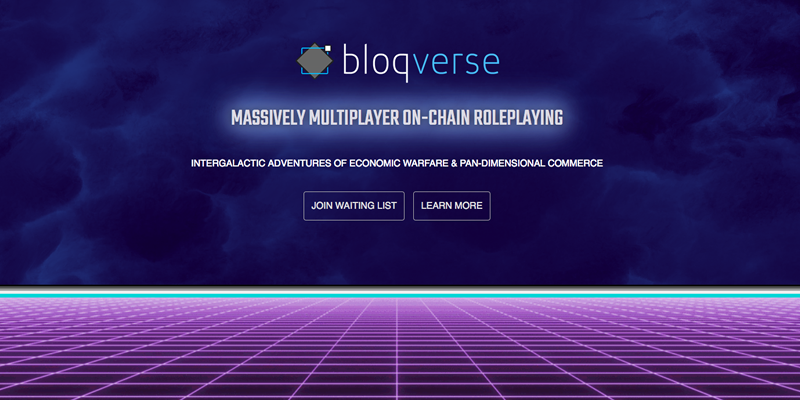 bloqverse
MASSIVELY MULTIPLAYER ON-CHAIN ROLEPLAYING
INTERGALACTIC ADVENTURES OF ECONOMIC WARFARE & PAN-DIMENSIONAL COMMERCE
JOIN WAITING LIST
LEARN MORE